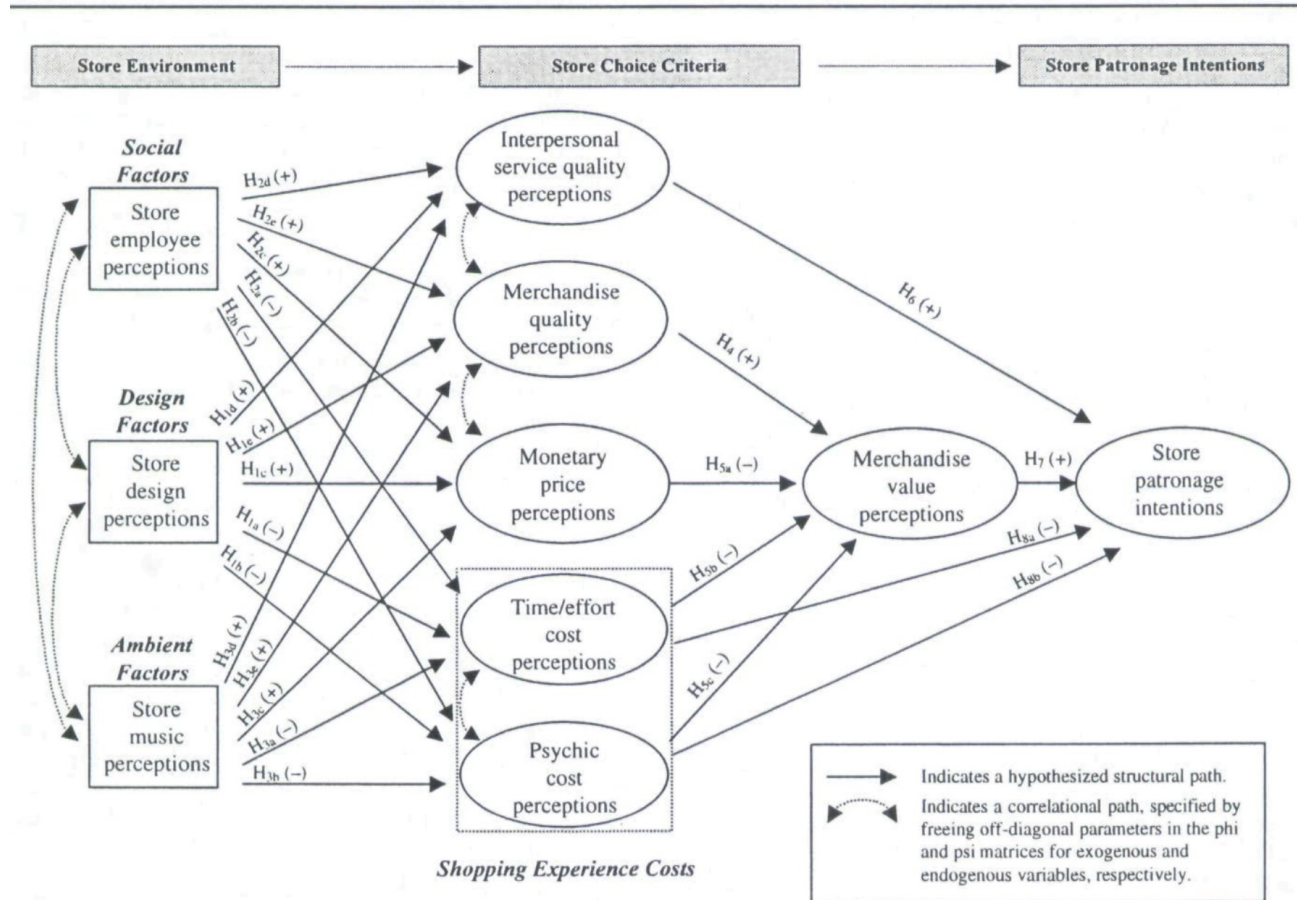 Store Environment
Store Choice Criteria
Store Patronage Intentions
Social
Factors
Store
employee
perceptions
Design
Factors
Store
design
perceptions
Ambient
Factors
Store
music
perceptions
H2d (+)
H2e (+)
H2c (+)
H2a (–)
H2b (–)
H1d (+)
H1e (+)
H1c (+)
H1a (–)
H1b (–)
H3d (+)
H3e (+)
H3c (+)
H3a (–)
H3b (–)
Interpersonal
service quality
perceptions
Merchandise
quality
perceptions
Monetary
price
perceptions
Time/effort
cost
perceptions
Psychic
cost
perceptions
Shopping Experience Costs
H6 (+)
H4 (+)
H5a (–)
H5b (–)
H5c (–)
Merchandise
value
perceptions
H7 (+)
H8a (–)
H8b (–)
Store
patronage
intentions
Indicates a hypothesized structural path.
Indicates a correlational path, specified by
freeing off-diagonal parameters in the phi
and psi matrices for exogenous and
endogenous variables, respectively.